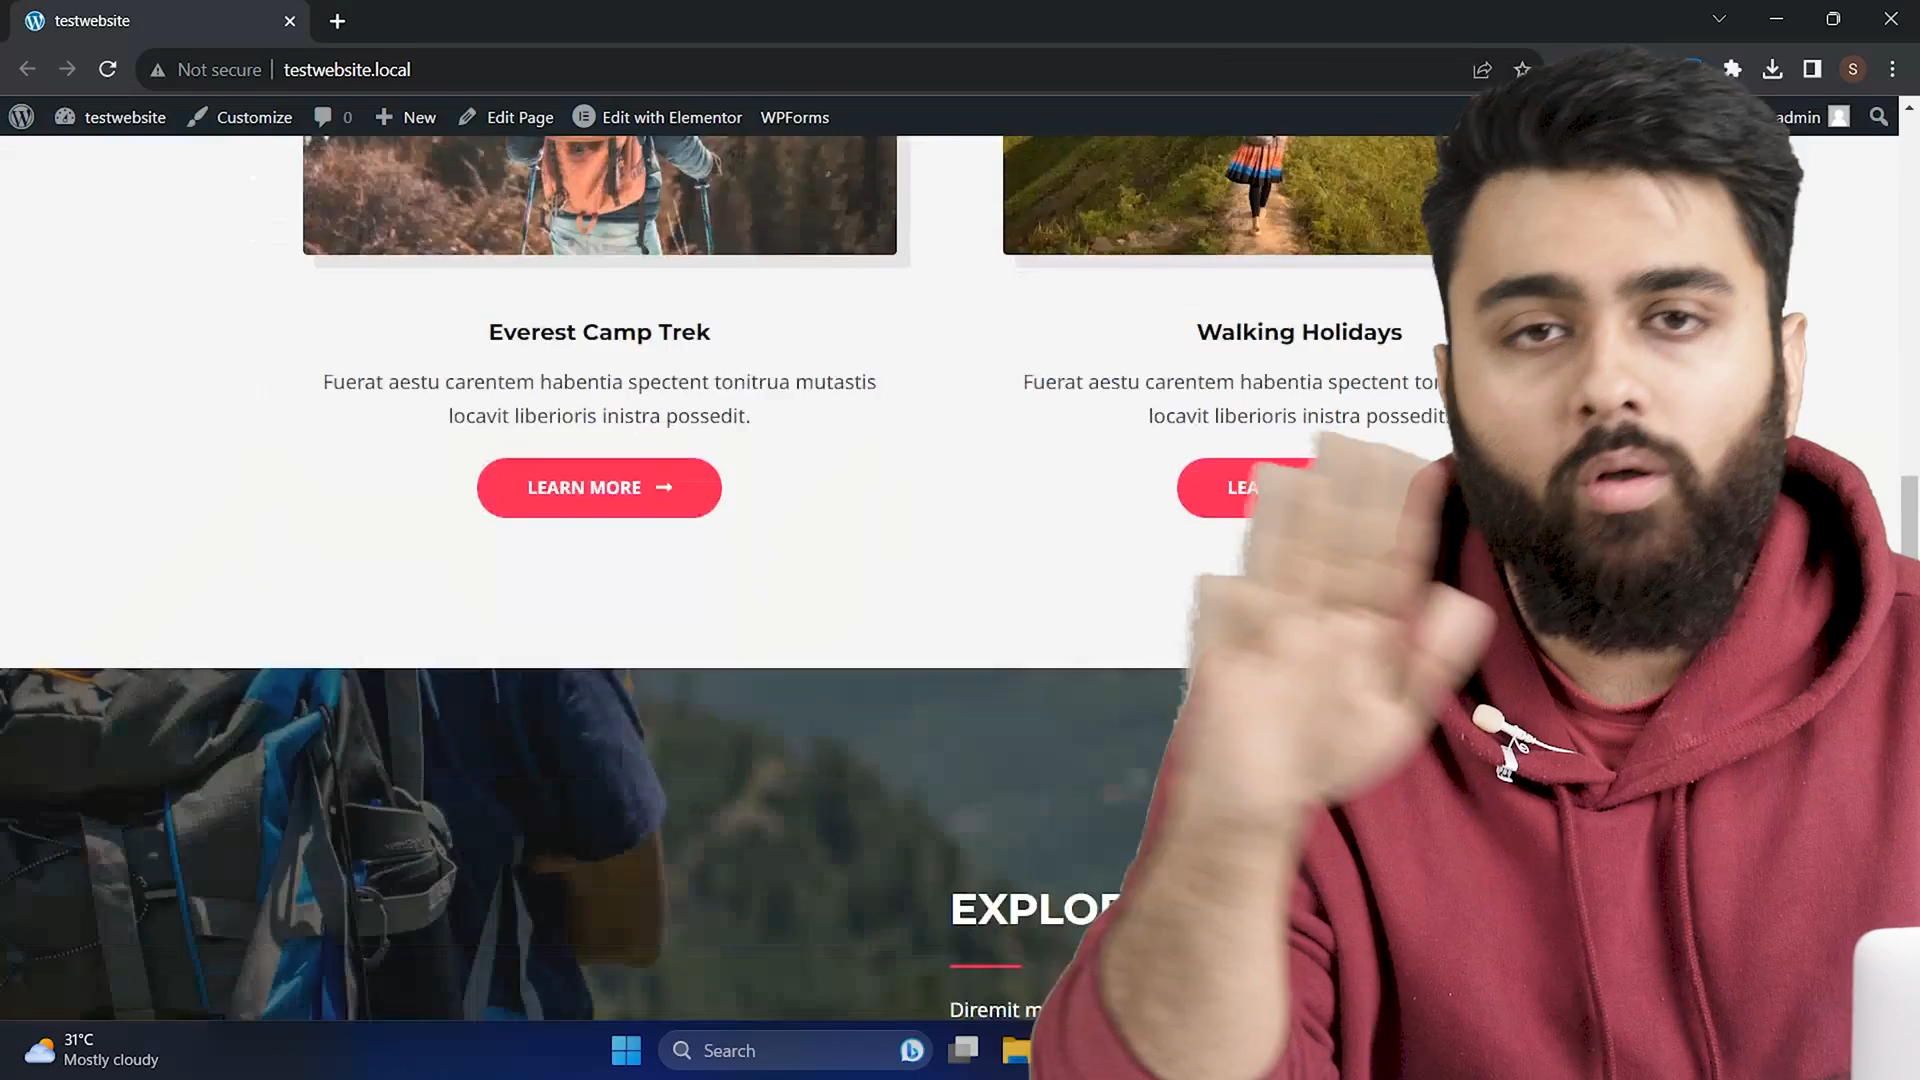 testwebsite
Not secure testwebsite.local
S
testwebsite Customize 0 New Edit Page Edit with Elementor WPForms admin
Everest Camp Trek
Fuerat aestu carentem habentia spectent tonitrua mutastis
locavit liberioris inistra possedit.
LEARN MORE
Walking Holidays
Fuerat aestu carentem habentia spectent
locavit liberioris inistra possedit.
31°C
Mostly cloudy
Search
Diremit